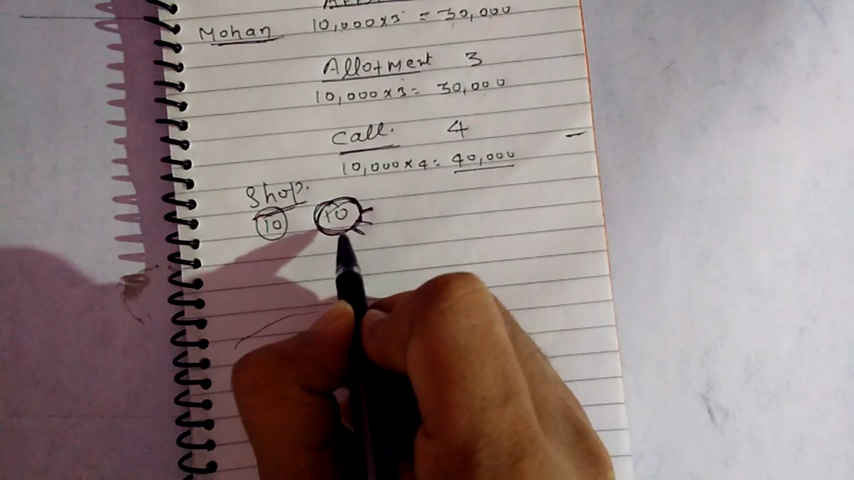 Mohan 10,000x3 = 30,000
Allotment 3
10,000x3= 30,000
Call. 4
10,000x4= 40,000
Shop.
10 10